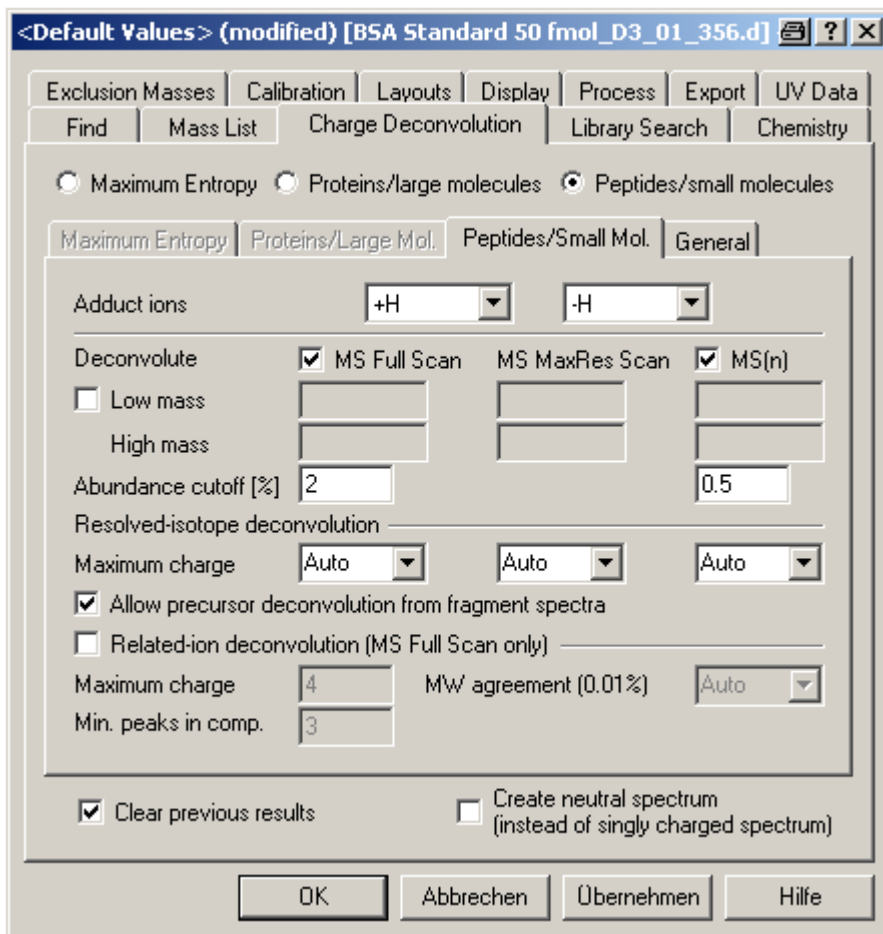 <Default Values> (modified) [BSA Standard 50 fmol_D3_01_356.d]
Exclusion Masses Calibration Layouts Display Process Export UV Data
Find Mass List Charge Deconvolution Library Search Chemistry
Maximum Entropy Proteins/large molecules Peptides/small molecules
Maximum Entropy Proteins/Large Mol. Peptides/Small Mol. General
Adduct ions +H -H
Deconvolute MS Full Scan MS MaxRes Scan MS(n)
Low mass
High mass
Abundance cutoff [%] 2 0.5
Resolved-isotope deconvolution
Maximum charge Auto Auto Auto
Allow precursor deconvolution from fragment spectra
Related-ion deconvolution (MS Full Scan only)
Maximum charge 4 MW agreement (0.01%) Auto
Min. peaks in comp. 3
Clear previous results
Create neutral spectrum
(instead of singly charged spectrum)
OK Abbrechen Übernehmen Hilfe